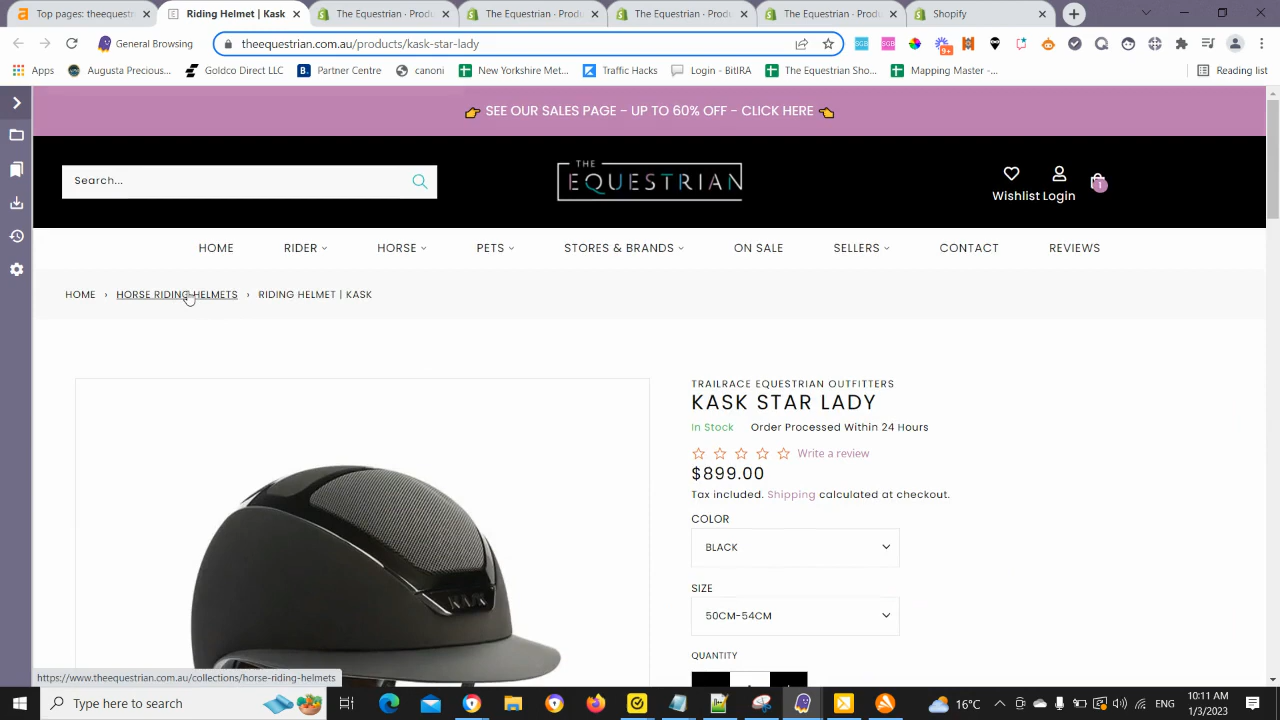 Top pages: theequestrian
Riding Helmet | Kask
The Equestrian - Produ
The Equestrian - Produ
The Equestrian - Produ
The Equestrian - Produ
Shopify
General Browsing
theequestrian.com.au/products/kask-star-lady
9+
Apps
Augusta Precious...
Goldco Direct LLC
Partner Centre
canoni
New Yorkshire Met...
Traffic Hacks
Login - BitIRA
The Equestrian Sho...
Mapping Master -...
Reading list
SEE OUR SALES PAGE - UP TO 60% OFF - CLICK HERE
Search...
THE
EQUESTRIAN
Wishlist Login
1
HOME
RIDER
HORSE
PETS
STORES & BRANDS
ON SALE
SELLERS
CONTACT
REVIEWS
HOME › HORSE RIDING HELMETS › RIDING HELMET | KASK
TRAILRACE EQUESTRIAN OUTFITTERS
KASK STAR LADY
In Stock Order Processed Within 24 Hours
Write a review
$899.00
Tax included. Shipping calculated at checkout.
COLOR
BLACK
SIZE
50CM-54CM
QUANTITY
KASK
https://www.theequestrian.com.au/collections/horse-riding-helmets
Type here to search
16°C
ENG
10:11 AM
1/3/2023